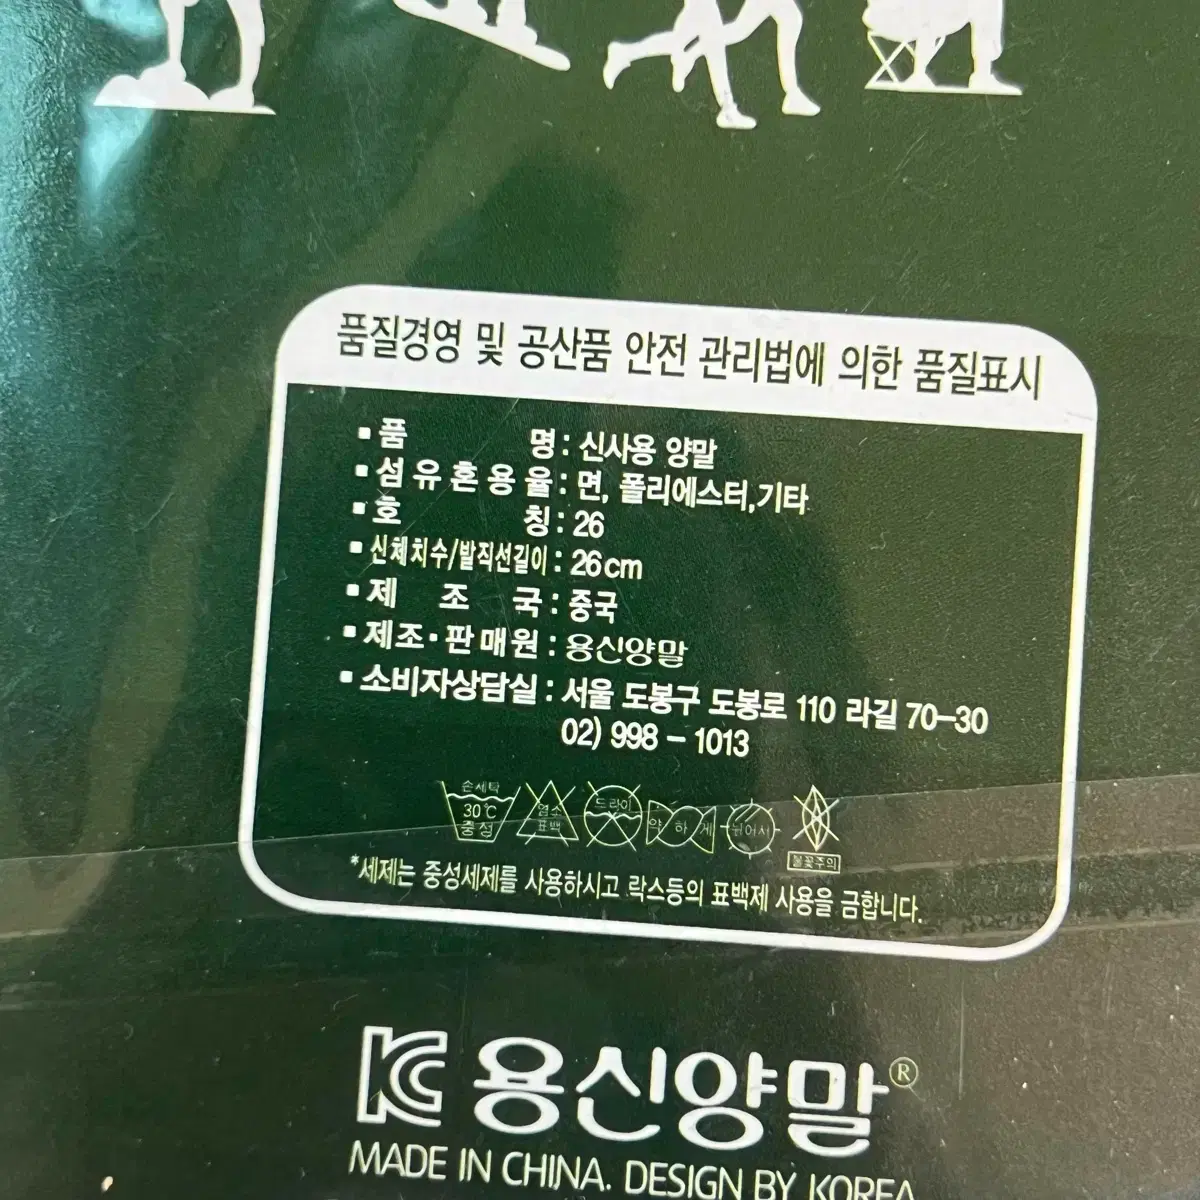 품질경영 및 공산품 안전 관리법에 의한 품질표시
▪ 품 명 : 신사용 양말
▪ 섬유혼용율 : 면, 폴리에스터,기타
▪ 호 칭 : 26
▪ 신체치수/발직선길이 : 26cm
▪ 제 조 국 : 중국
▪ 제조·판매원 : 용신양말
▪ 소비자상담실 : 서울 도봉구 도봉로 110 라길 70-30
02) 998 - 1013
손세탁 30℃ 중성 염소 표백 드라이 약하게 뉘어서 불꽃주의
*세제는 중성세제를 사용하시고 락스등의 표백제 사용을 금합니다.
KC 용신양말®
MADE IN CHINA. DESIGN BY KOREA